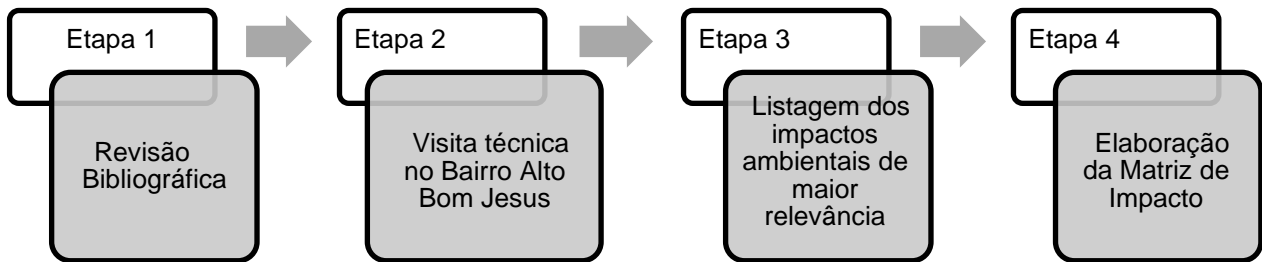 Etapa 1
Revisão
Bibliográfica
Etapa 2
Visita técnica
no Bairro Alto
Bom Jesus
Etapa 3
Listagem dos
impactos
ambientais de
maior
relevância
Etapa 4
Elaboração
da Matriz de
Impacto